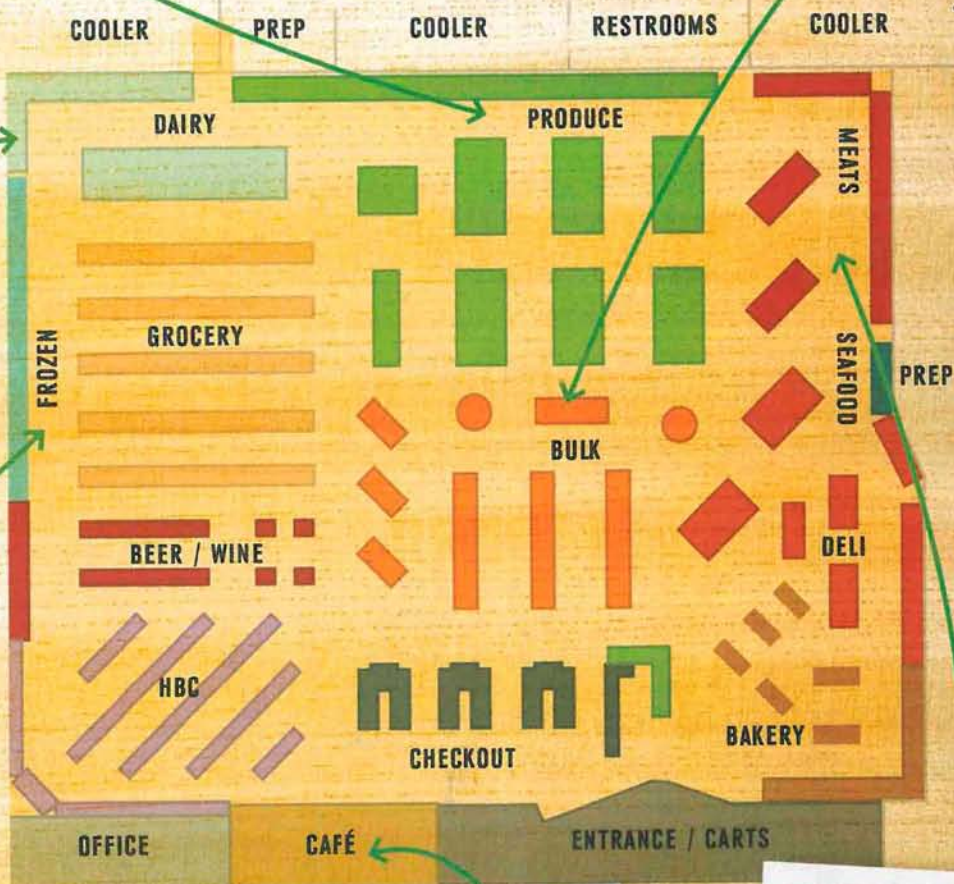 COOLER
PREP
COOLER
RESTROOMS
COOLER
DAIRY
PRODUCE
MEATS
GROCERY
FROZEN
SEAFOOD
PREP
BULK
BEER / WINE
DELI
HBC
CHECKOUT
BAKERY
OFFICE
CAFÉ
ENTRANCE / CARTS